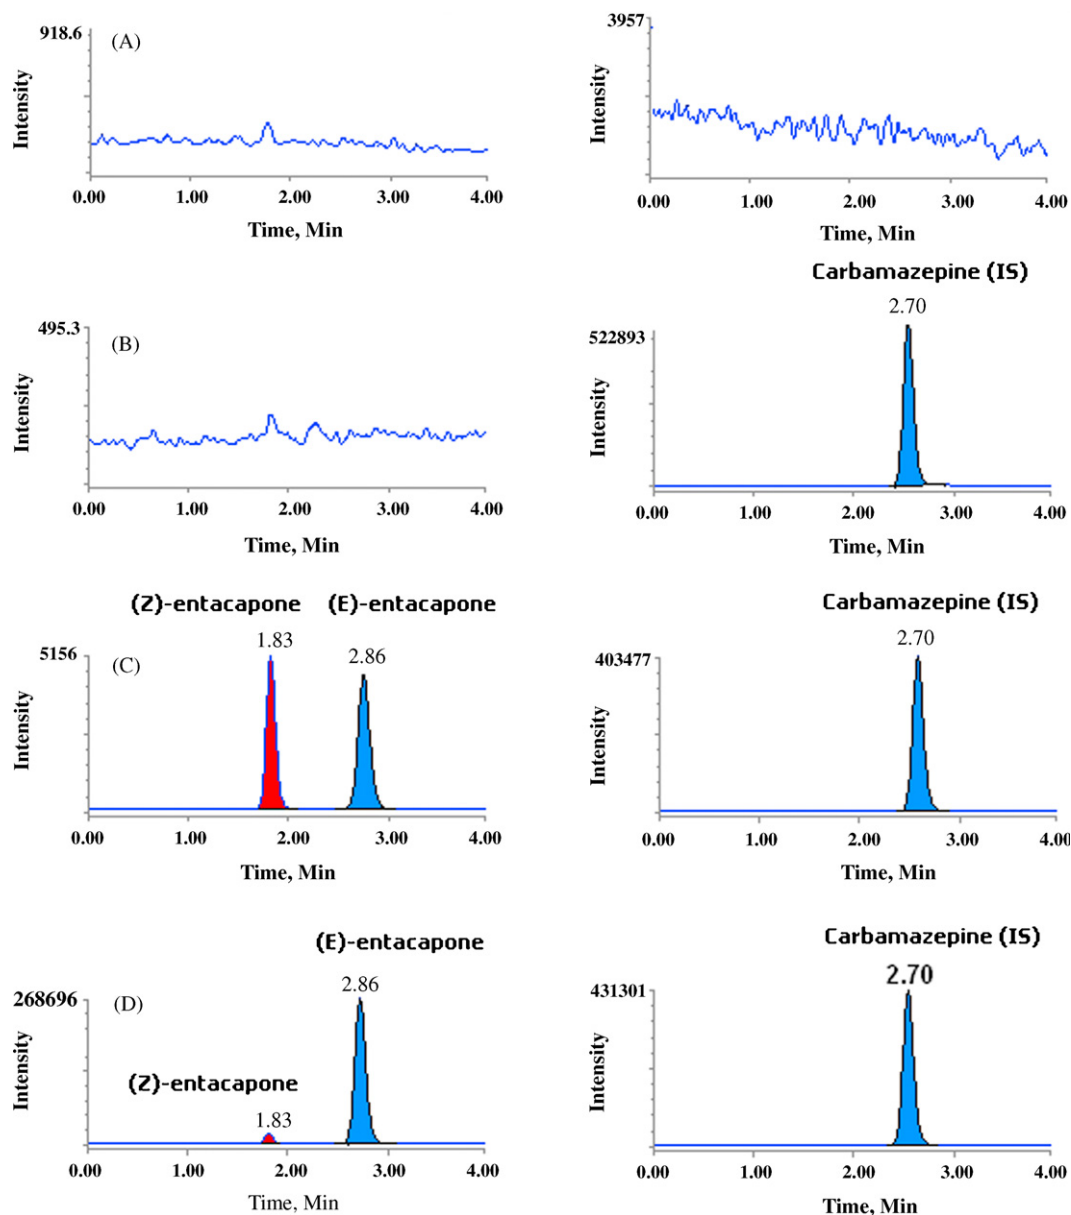 918.6
(A)
Intensity
0.00 1.00 2.00 3.00 4.00
Time, Min
3957
Intensity
0.00 1.00 2.00 3.00 4.00
Time, Min
495.3
(B)
Intensity
0.00 1.00 2.00 3.00 4.00
Time, Min
Carbamazepine (IS)
2.70
522893
Intensity
0.00 1.00 2.00 3.00 4.00
Time, Min
(Z)-entacapone (E)-entacapone
1.83 2.86
5156
(C)
Intensity
0.00 1.00 2.00 3.00 4.00
Time, Min
Carbamazepine (IS)
2.70
403477
Intensity
0.00 1.00 2.00 3.00 4.00
Time, Min
(E)-entacapone
2.86
268696
(D)
(Z)-entacapone
1.83
Intensity
0.00 1.00 2.00 3.00 4.00
Time, Min
Carbamazepine (IS)
2.70
431301
Intensity
0.00 1.00 2.00 3.00 4.00
Time, Min